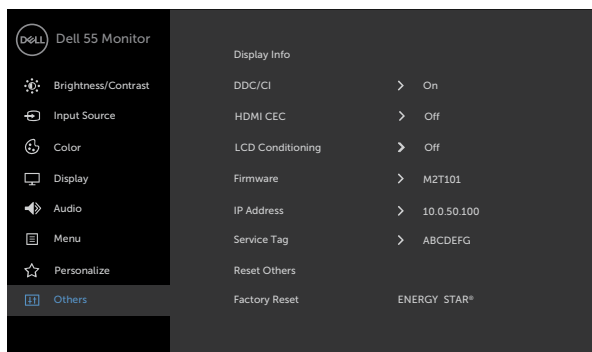 DELL Dell 55 Monitor
Display Info
Brightness/Contrast DDC/CI On
Input Source HDMI CEC Off
Color LCD Conditioning Off
Display Firmware M2T101
Audio IP Address 10.0.50.100
Menu Service Tag ABCDEFG
Personalize Reset Others
Others Factory Reset ENERGY STAR®